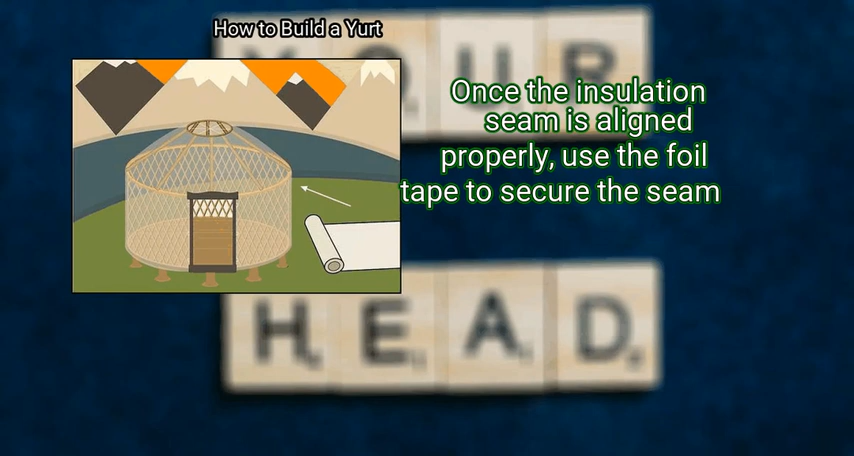 How to Build a Yurt
YOUR
Once the insulation
seam is aligned
properly, use the foil
tape to secure the seam
HEAD